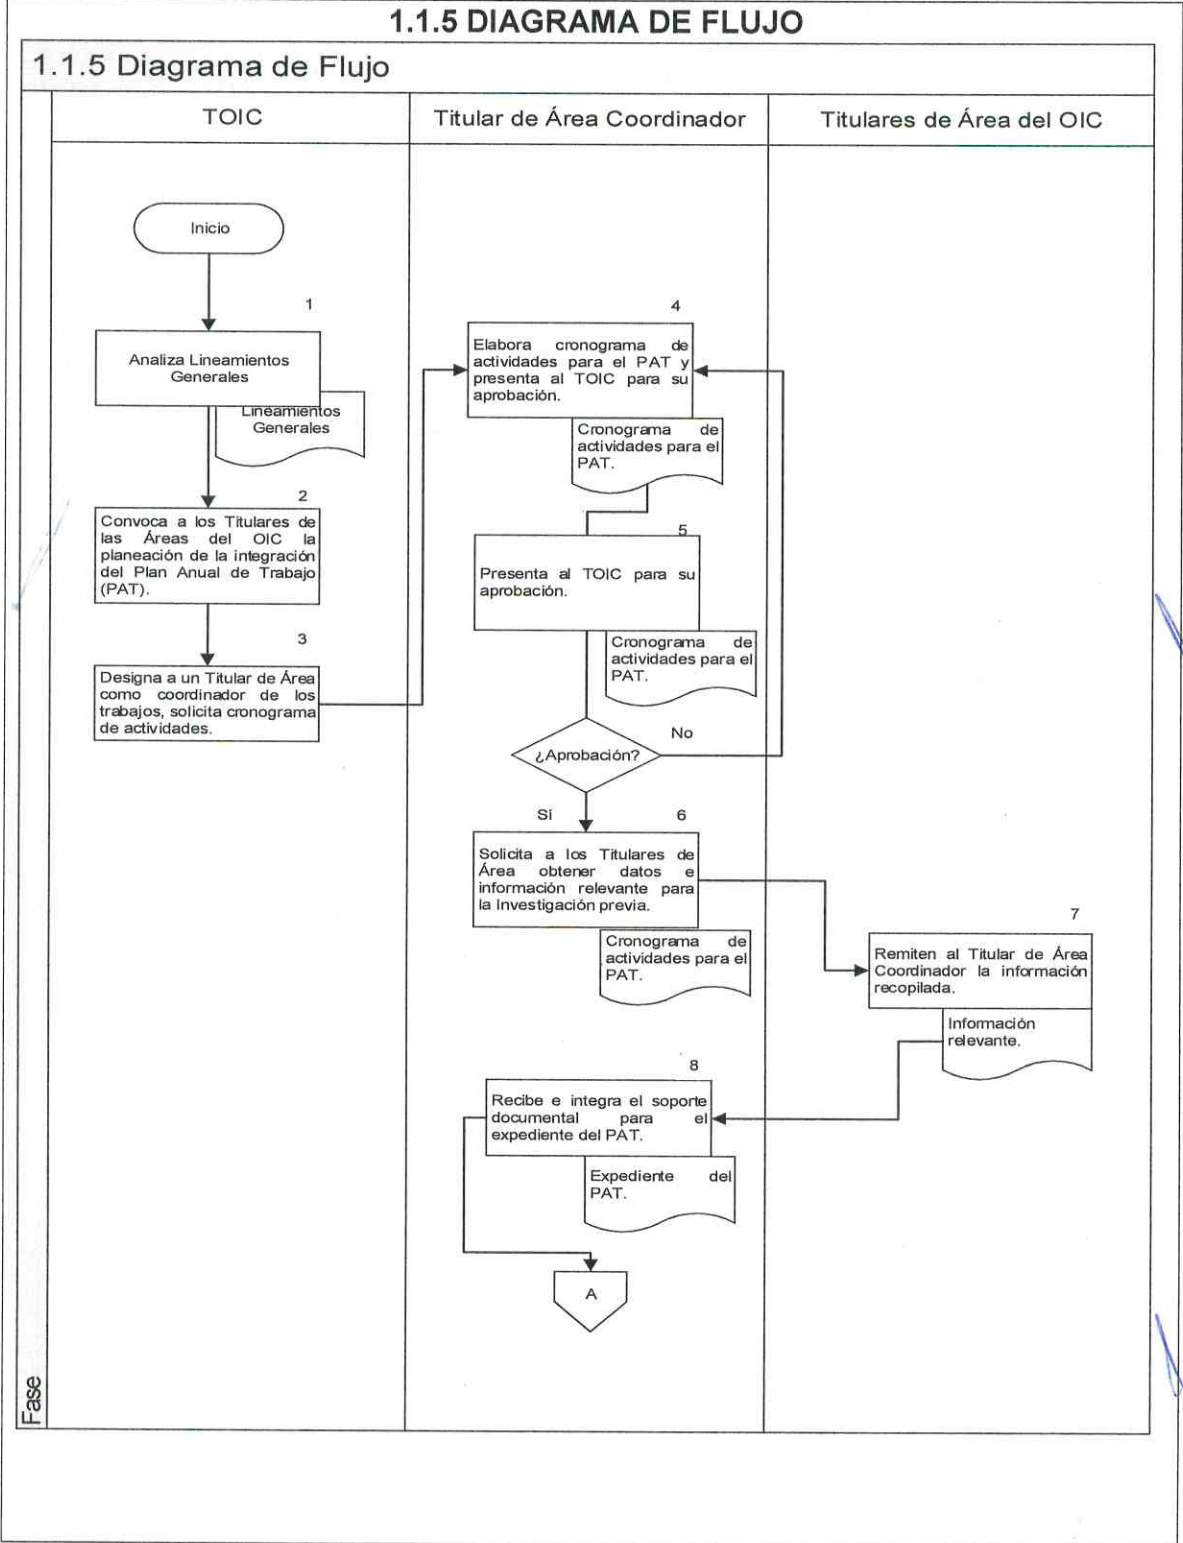 1.1.5 DIAGRAMA DE FLUJO
1.1.5 Diagrama de Flujo
TOIC
Titular de Área Coordinador
Titulares de Área del OIC
Inicio
1
Analiza Lineamientos
Generales
Lineamientos
Generales
2
Convoca a los Titulares de
las Áreas del OIC la
planeación de la integración
del Plan Anual de Trabajo
(PAT).
3
Designa a un Titular de Área
como coordinador de los
trabajos, solicita cronograma
de actividades.
4
Elabora cronograma de
actividades para el PAT y
presenta al TOIC para su
aprobación.
Cronograma de
actividades para el
PAT.
5
Presenta al TOIC para su
aprobación.
Cronograma de
actividades para el
PAT.
¿Aprobación?
No
Sí
6
Solicita a los Titulares de
Área obtener datos e
información relevante para
la Investigación previa.
Cronograma de
actividades para el
PAT.
7
Remiten al Titular de Área
Coordinador la información
recopilada.
Información
relevante.
8
Recibe e integra el soporte
documental para el
expediente del PAT.
Expediente del
PAT.
A
Fase